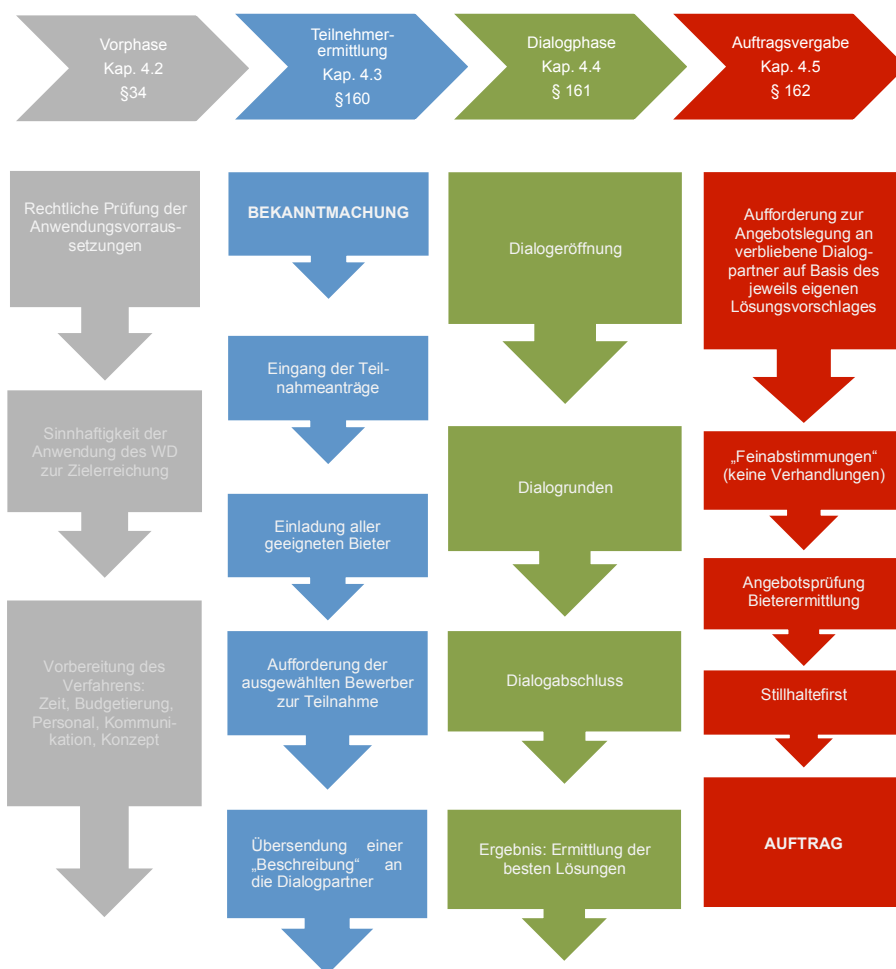 Vorphase
Kap. 4.2
§34
Teilnehmer-
ermittlung
Kap. 4.3
§160
Dialogphase
Kap. 4.4
§ 161
Auftragsvergabe
Kap. 4.5
§ 162
Rechtliche Prüfung der
Anwendungsvorraus-
setzungen
Sinnhaftigkeit der
Anwendung des WD
zur Zielerreichung
Vorbereitung des
Verfahrens:
Zeit, Budgetierung,
Personal, Kommuni-
kation, Konzept
BEKANNTMACHUNG
Eingang der Teil-
nahmeanträge
Einladung aller
geeigneten Bieter
Aufforderung der
ausgewählten Bewerber
zur Teilnahme
Übersendung einer
„Beschreibung“ an
die Dialogpartner
Dialogeröffnung
Dialogrunden
Dialogabschluss
Ergebnis: Ermittlung der
besten Lösungen
Aufforderung zur
Angebotslegung an
verbliebene Dialog-
partner auf Basis des
jeweils eigenen
Lösungsvorschlages
„Feinabstimmungen“
(keine Verhandlungen)
Angebotsprüfung
Bieterermittlung
Stillhaltefirst
AUFTRAG